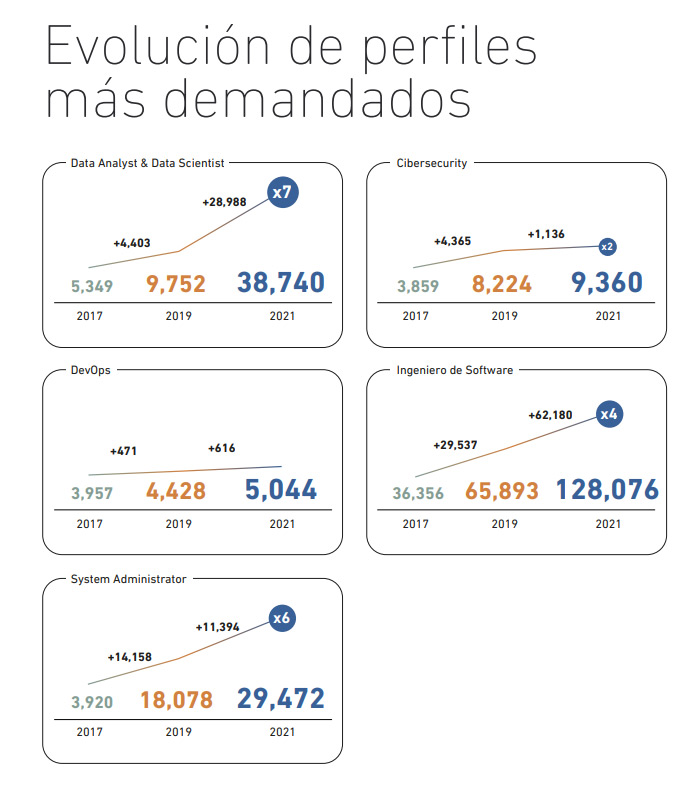 Evolución de perfiles
más demandados
Data Analyst & Data Scientist
x7
+28,988
+4,403
5,349 9,752 38,740
2017 2019 2021
Cibersecurity
+1,136
+4,365
x2
3,859 8,224 9,360
2017 2019 2021
DevOps
+471 +616
3,957 4,428 5,044
2017 2019 2021
Ingeniero de Software
+62,180 x4
+29,537
36,356 65,893 128,076
2017 2019 2021
System Administrator
x6
+11,394
+14,158
3,920 18,078 29,472
2017 2019 2021